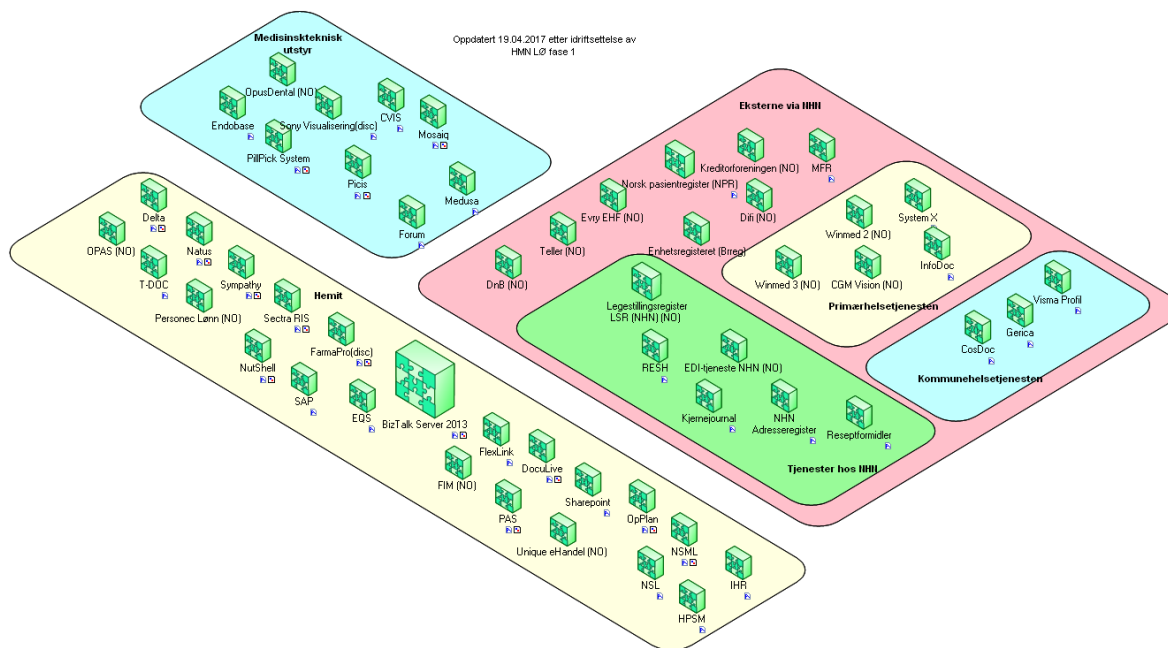 Medisinskteknisk
utstyr
OpusDental (NO)
Endobase
Sony Visualisering(disc)
CVIS
Mosaiq
PillPick System
Picis
Medusa
Forum
Oppdatert 19.04.2017 etter idriftsettelse av
HMN LØ fase 1
Eksterne via NHN
Kreditorforeningen (NO)
MFR
Norsk pasientregister (NPR)
Evry EHF (NO)
Difi (NO)
Teller (NO)
Enhetsregisteret (Brreg)
DnB (NO)
System X
Winmed 2 (NO)
InfoDoc
Winmed 3 (NO)
CGM Vision (NO)
Primærhelsetjenesten
Visma Profil
Gerica
CosDoc
Kommunehelsetjenesten
Legestillingsregister
LSR (NHN) (NO)
RESH
EDI-tjeneste NHN (NO)
Kjernejournal
NHN
Adresseregister
Reseptformidler
Tjenester hos NHN
Delta
OPAS (NO)
Natus
T-DOC
Sympathy
Hemit
Personec Lønn (NO)
Sectra RIS
FarmaPro(disc)
NutShell
SAP
EQS
BizTalk Server 2013
FlexLink
DocuLive
FIM (NO)
Sharepoint
PAS
OpPlan
Unique eHandel (NO)
NSML
NSL
IHR
HPSM